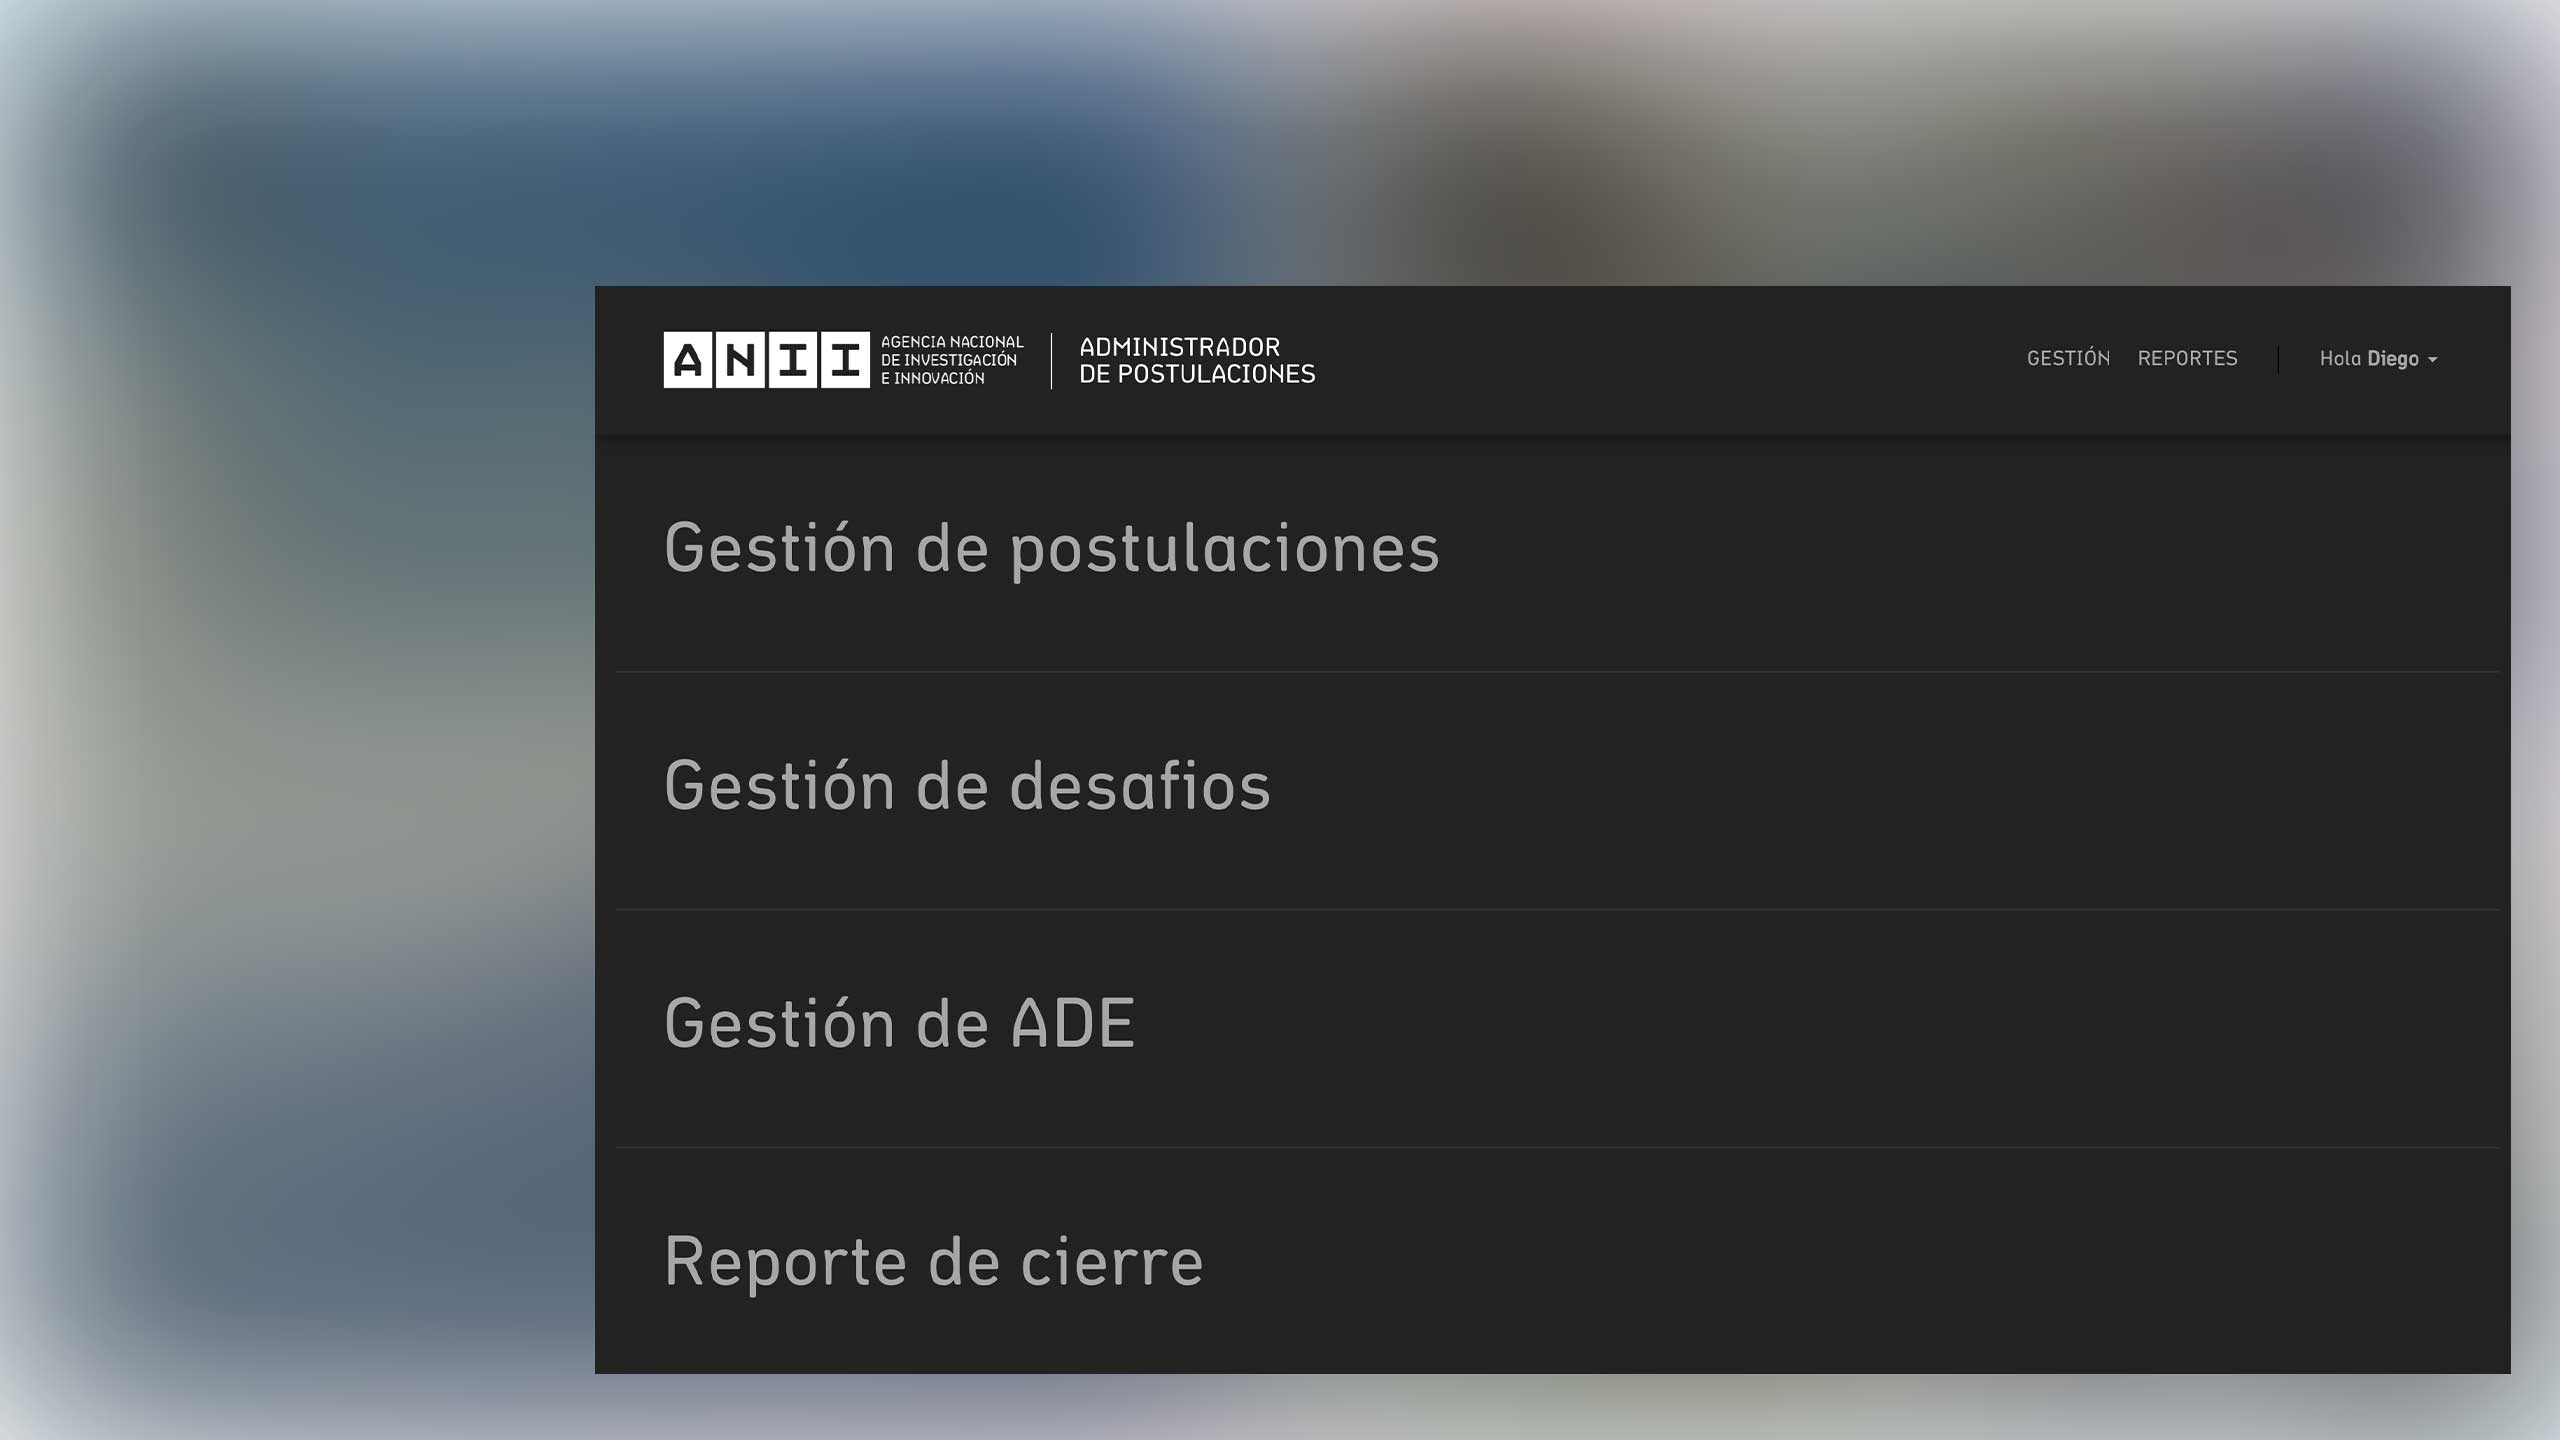 ANII
AGENCIA NACIONAL
DE INVESTIGACIÓN
E INNOVACIÓN
ADMINISTRADOR
DE POSTULACIONES
GESTIÓN REPORTES Hola Diego
Gestión de postulaciones
Gestión de desafios
Gestión de ADE
Reporte de cierre